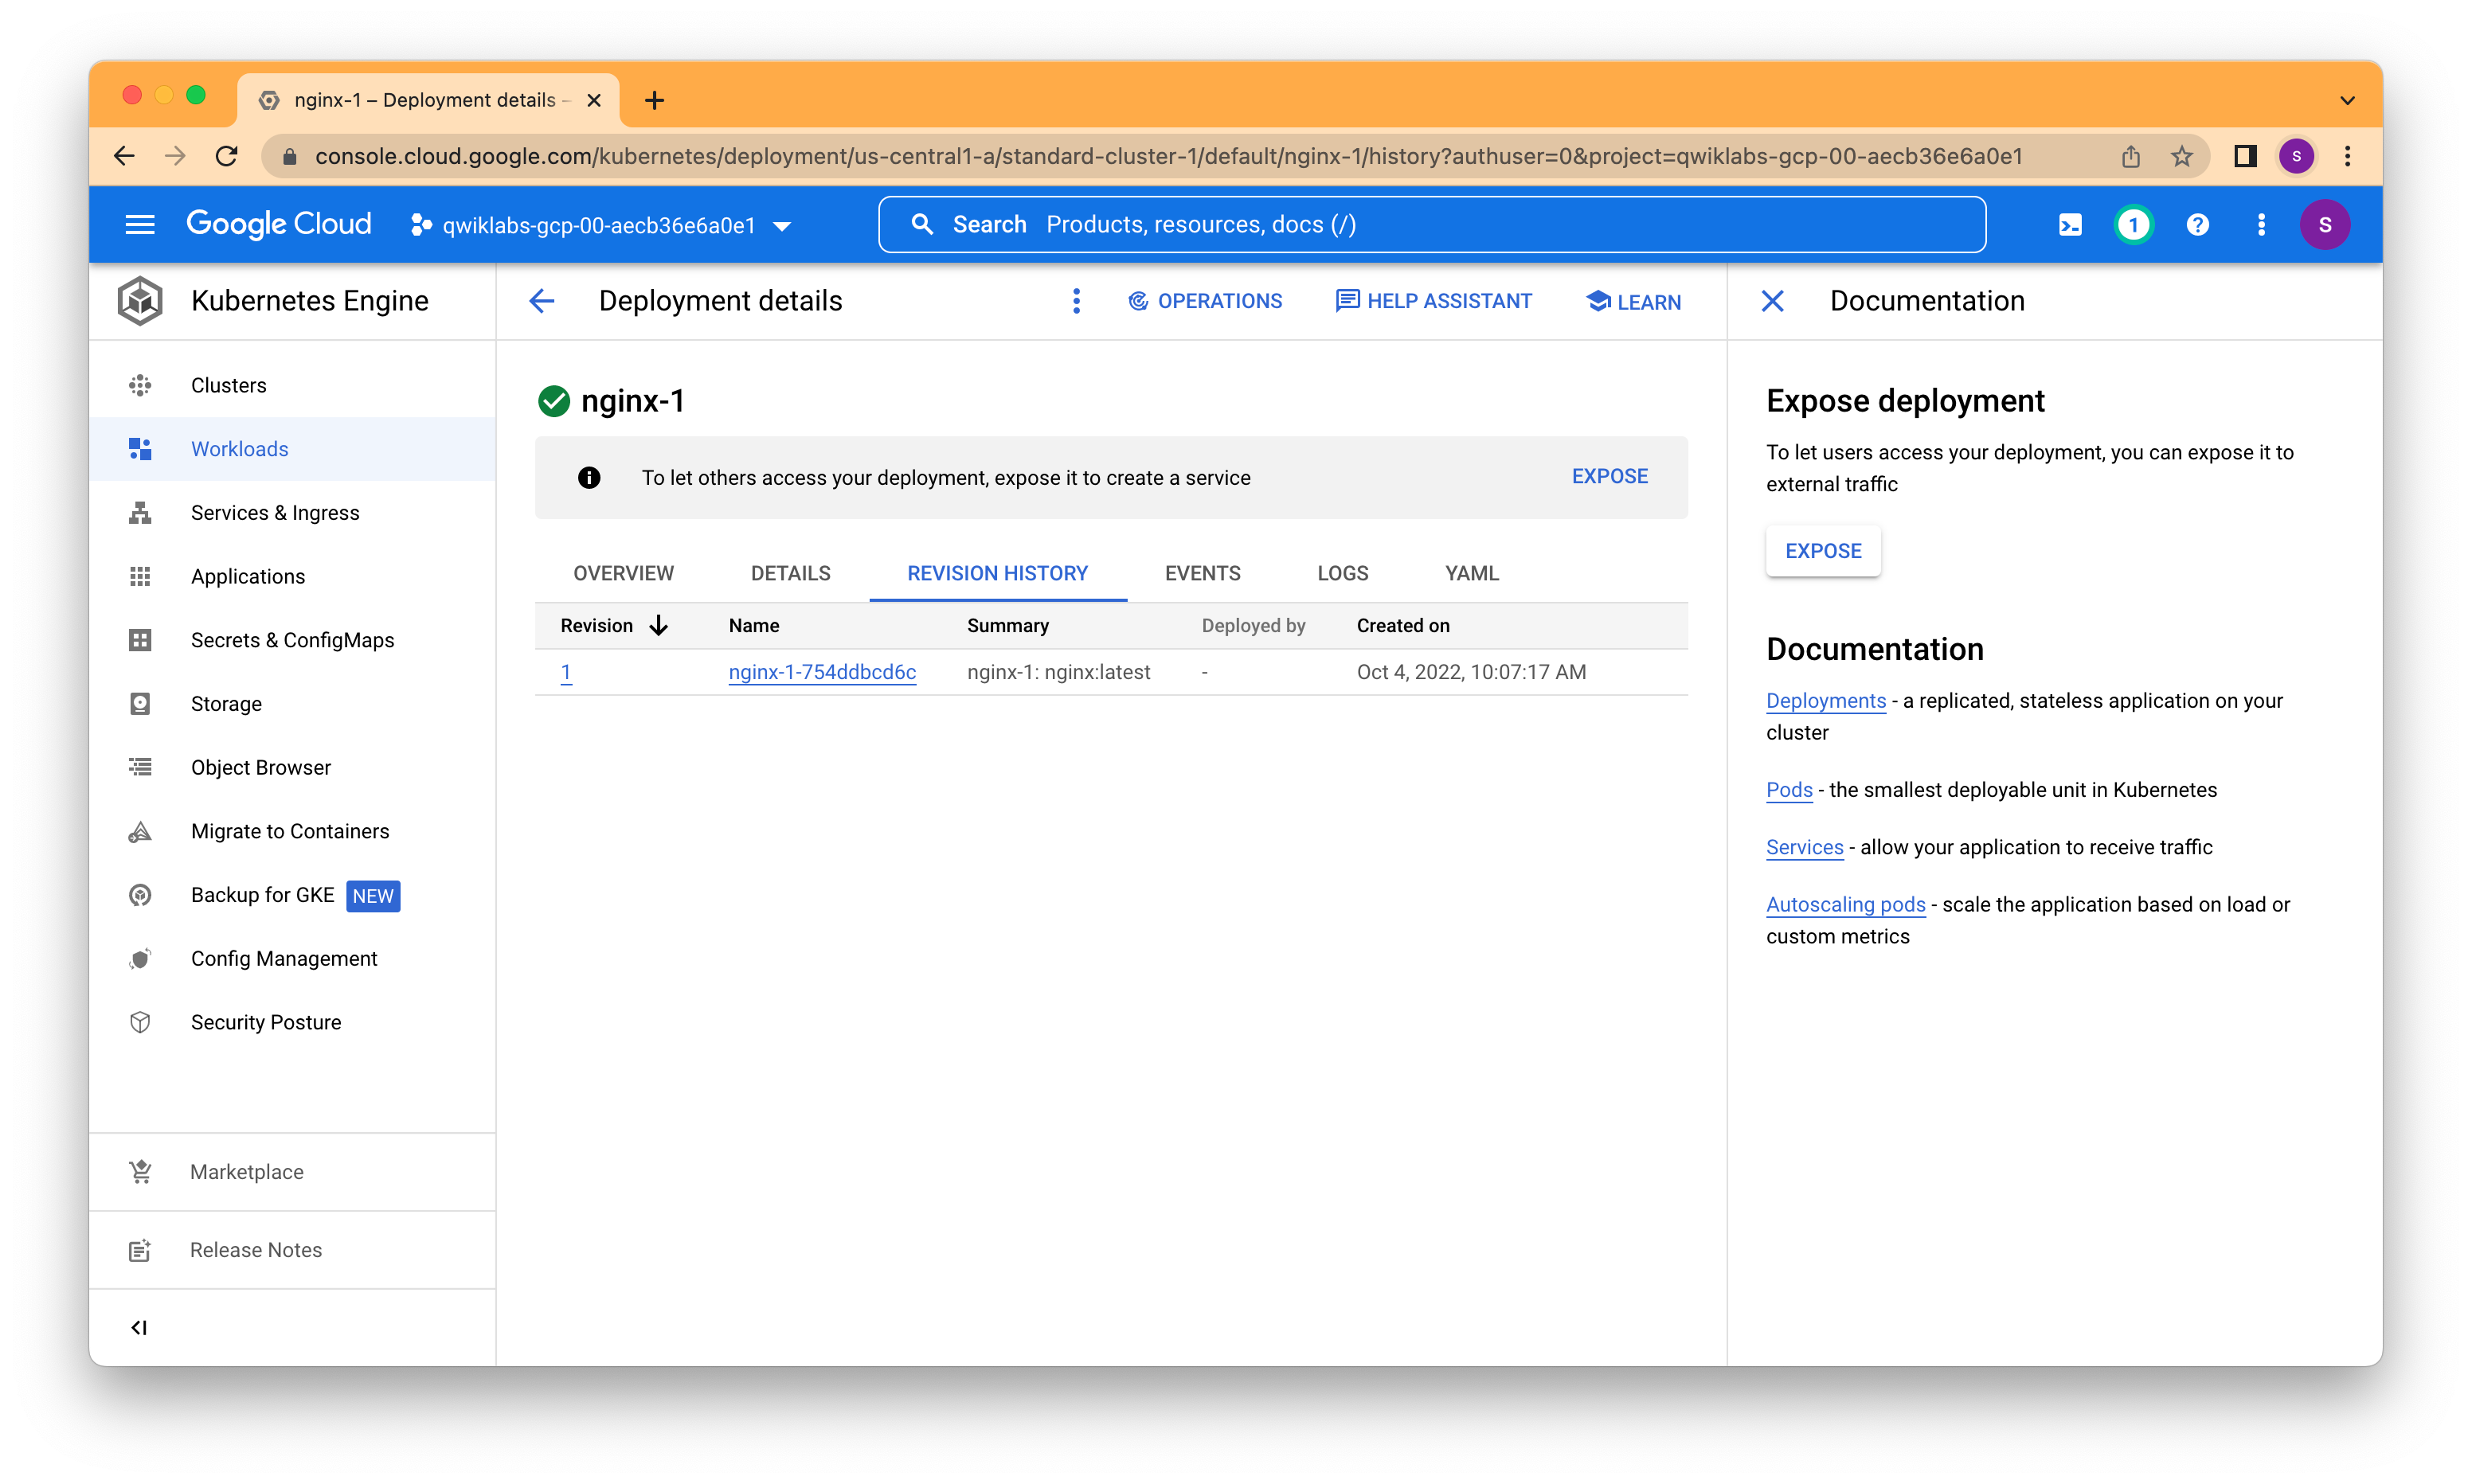 nginx-1 – Deployment details –
console.cloud.google.com/kubernetes/deployment/us-central1-a/standard-cluster-1/default/nginx-1/history?authuser=0&project=qwiklabs-gcp-00-aecb36e6a0e1
S
Google Cloud
qwiklabs-gcp-00-aecb36e6a0e1
Search Products, resources, docs (/)
1
S
Kubernetes Engine
Clusters
Workloads
Services & Ingress
Applications
Secrets & ConfigMaps
Storage
Object Browser
Migrate to Containers
Backup for GKE NEW
Config Management
Security Posture
Marketplace
Release Notes
Deployment details
OPERATIONS
HELP ASSISTANT
LEARN
nginx-1
To let others access your deployment, expose it to create a service
EXPOSE
OVERVIEW DETAILS REVISION HISTORY EVENTS LOGS YAML
Revision Name Summary Deployed by Created on
1 nginx-1-754ddbcd6c nginx-1: nginx:latest - Oct 4, 2022, 10:07:17 AM
Documentation
Expose deployment
To let users access your deployment, you can expose it to
external traffic
EXPOSE
Documentation
Deployments - a replicated, stateless application on your
cluster
Pods - the smallest deployable unit in Kubernetes
Services - allow your application to receive traffic
Autoscaling pods - scale the application based on load or
custom metrics